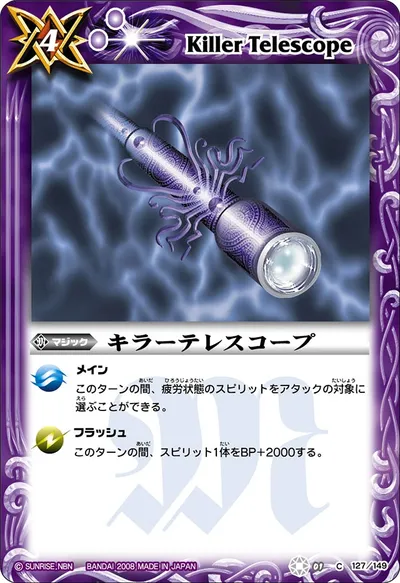 4
Killer Telescope
マジック
キラーテレスコープ
メイン
このターンの間、疲労状態のスピリットをアタックの対象に
選ぶことができる。
フラッシュ
このターンの間、スピリット1体をBP+2000する。
© SUNRISE.NBN BANDAI 2008 MADE IN JAPAN 01 C 127/149